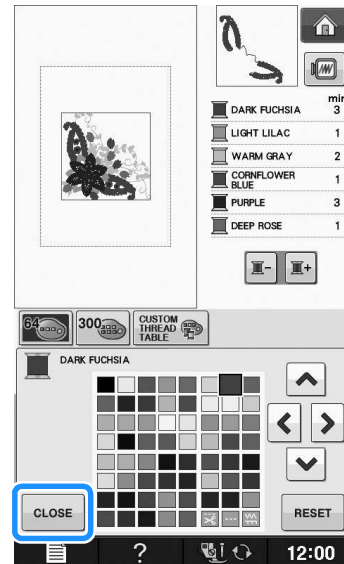 min
DARK FUCHSIA 3
LIGHT LILAC 1
WARM GRAY 2
CORNFLOWER
BLUE 1
PURPLE 3
DEEP ROSE 1
- +
64 300 CUSTOM
THREAD
TABLE
DARK FUCHSIA
CLOSE
RESET
? 12:00